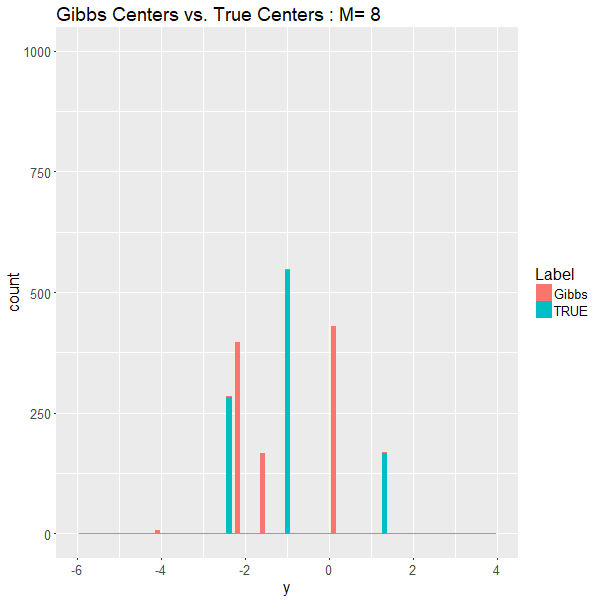 Gibbs Centers vs. True Centers : M= 8
1000
750
500
250
0
count
-6 -4 -2 0 2 4
y
Label
Gibbs
TRUE